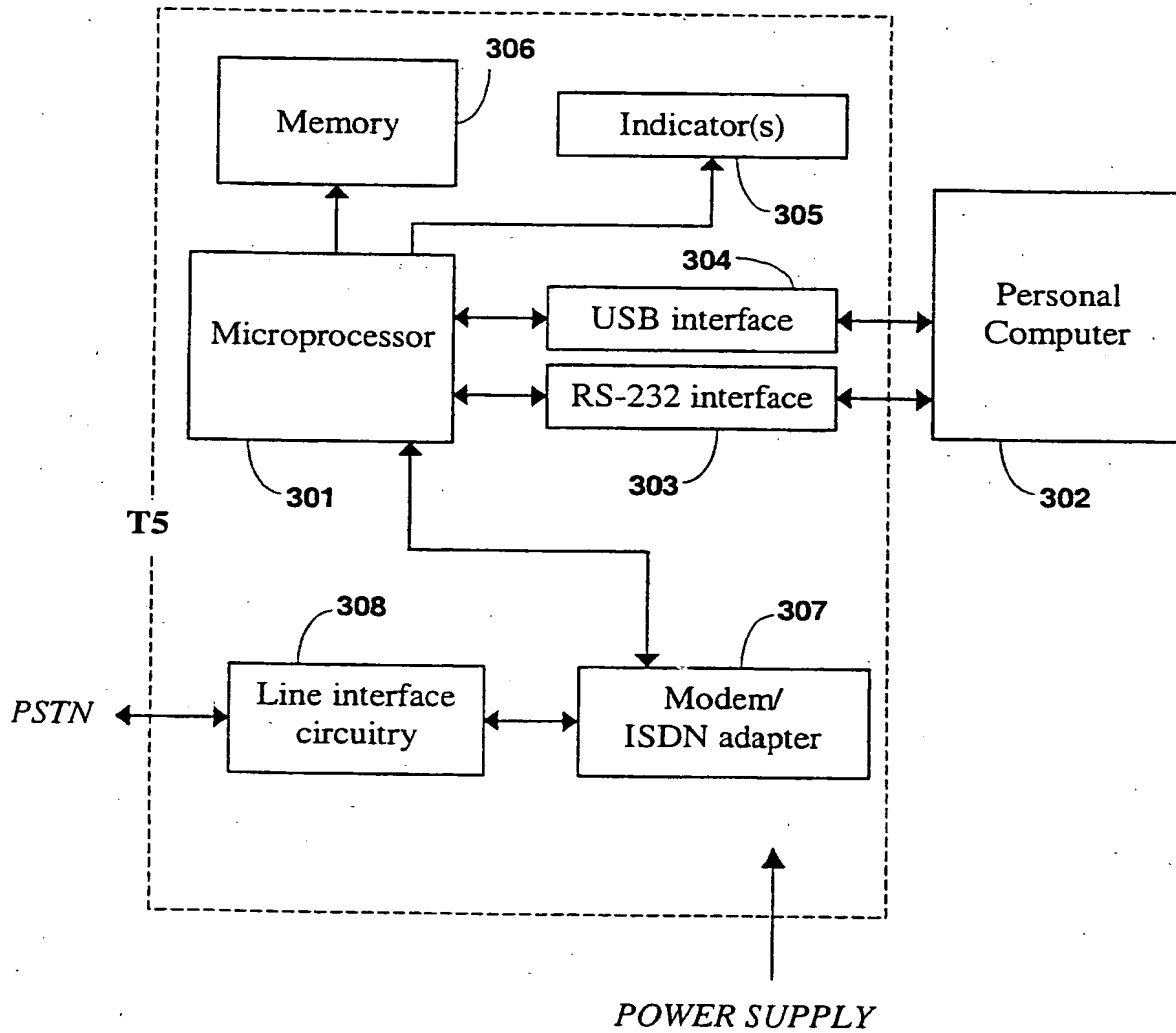 306
Memory
Indicator(s)
305
304
Microprocessor
USB interface
Personal
Computer
RS-232 interface
301
303
302
T5
308
307
PSTN
Line interface
circuitry
Modem/
ISDN adapter
POWER SUPPLY